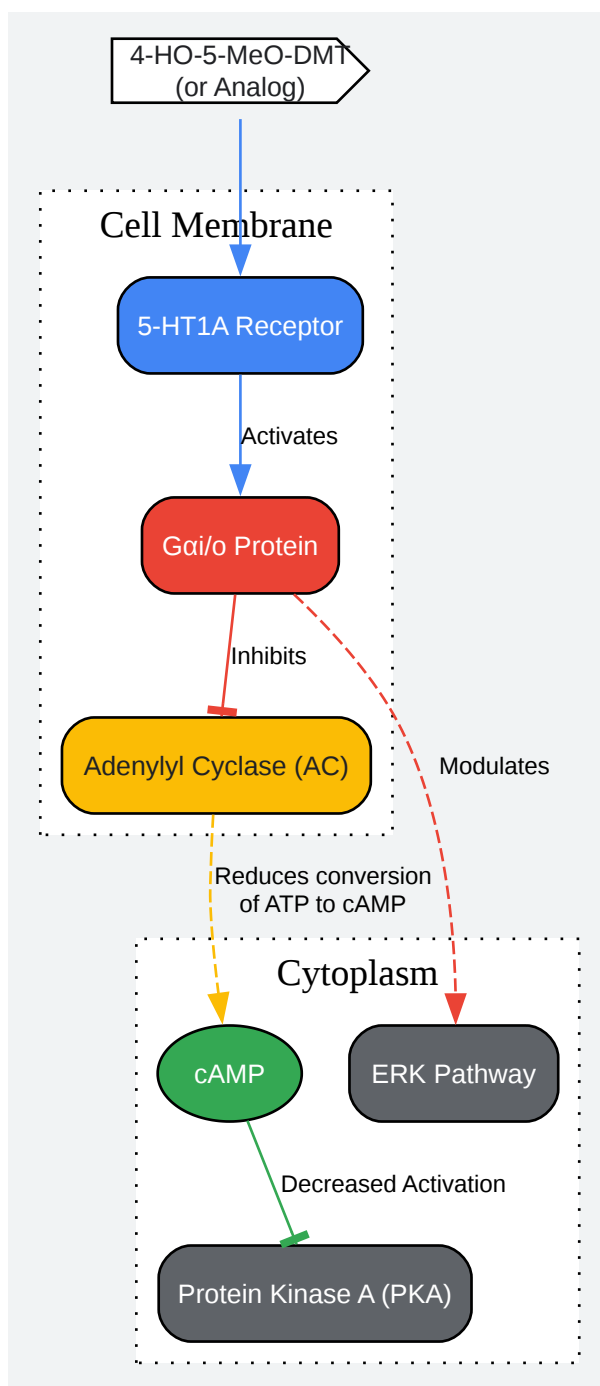 4-HO-5-MeO-DMT
(or Analog)
Cell Membrane
5-HT1A Receptor
Activates
Gαi/o Protein
Inhibits
Adenylyl Cyclase (AC)
Modulates
Reduces conversion
of ATP to cAMP
Cytoplasm
cAMP
ERK Pathway
Decreased Activation
Protein Kinase A (PKA)